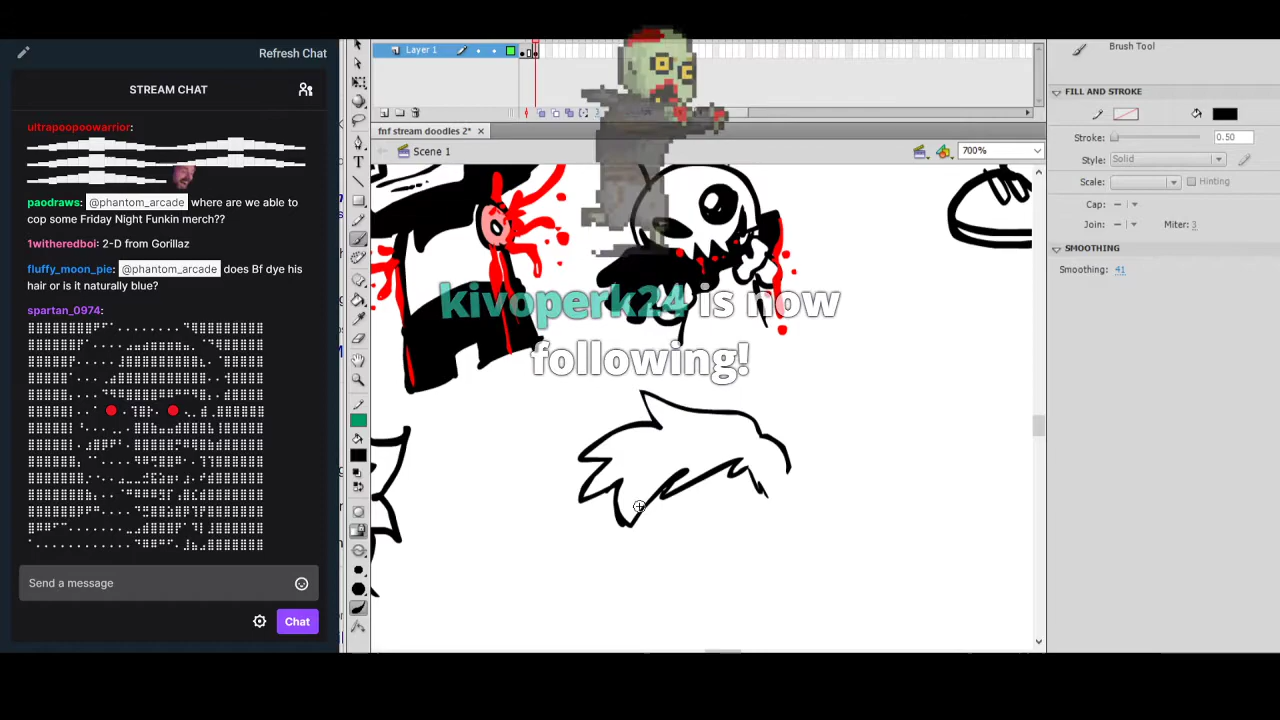 Refresh Chat
STREAM CHAT
ultrapoopoowarrior:
paodraws: @phantom_arcade where are we able to
cop some Friday Night Funkin merch??
1witheredboi: 2-D from Gorillaz
fluffy_moon_pie: @phantom_arcade does Bf dye his
hair or is it naturally blue?
spartan_0974:
Send a message
Chat
Layer 1
fnf stream doodles 2*
Scene 1
700%
kivoperk24 is now
following!
Brush Tool
FILL AND STROKE
Stroke: 0.50
Style: Solid
Scale: Hinting
Cap:
Join: Miter: 3
SMOOTHING
Smoothing: 41